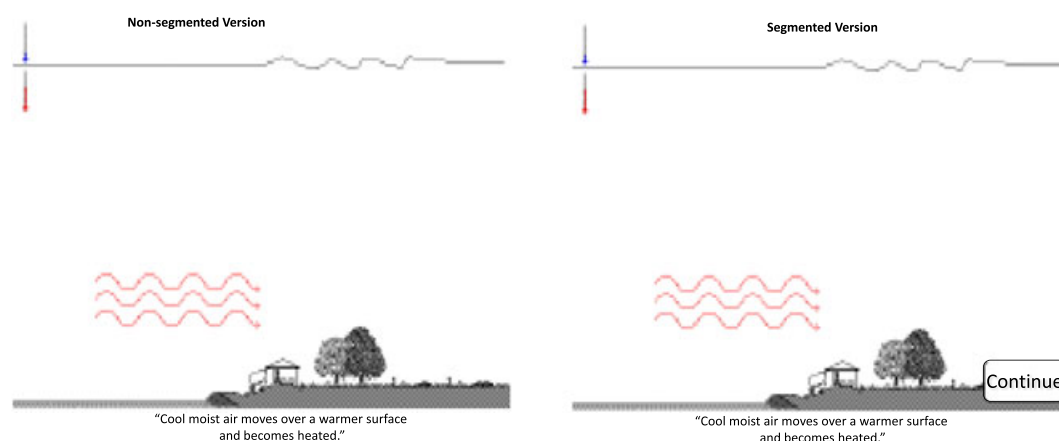 Non-segmented Version
Segmented Version
“Cool moist air moves over a warmer surface
and becomes heated.”
Continue
“Cool moist air moves over a warmer surface
and becomes heated.”